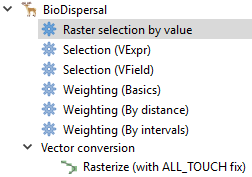 BioDispersal
Raster selection by value
Selection (VExpr)
Selection (VField)
Weighting (Basics)
Weighting (By distance)
Weighting (By intervals)
Vector conversion
Rasterize (with ALL_TOUCH fix)